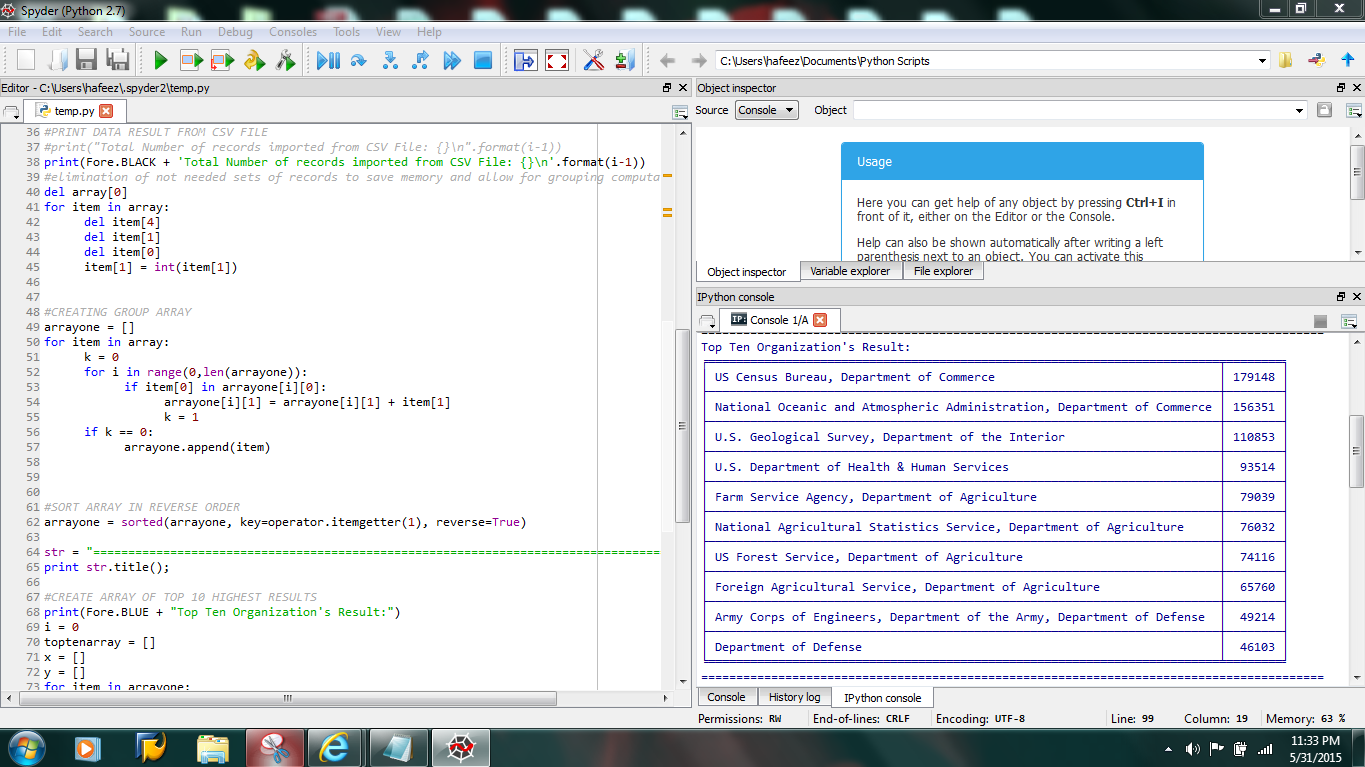 Spyder (Python 2.7)
File Edit Search Source Run Debug Consoles Tools View Help
C:\Users\hafeez\Documents\Python Scripts
Editor - C:\Users\hafeez\.spyder2\temp.py
temp.py
36 #PRINT DATA RESULT FROM CSV FILE
37 #print("Total Number of records imported from CSV File: {}\n".format(i-1))
38 print(Fore.BLACK + 'Total Number of records imported from CSV File: {}\n'.format(i-1))
39 #elimination of not needed sets of records to save memory and allow for grouping computa
40 del array[0]
41 for item in array:
42 del item[4]
43 del item[1]
44 del item[0]
45 item[1] = int(item[1])
46
47
48 #CREATING GROUP ARRAY
49 arrayone = []
50 for item in array:
51 k = 0
52 for i in range(0,len(arrayone)):
53 if item[0] in arrayone[i][0]:
54 arrayone[i][1] = arrayone[i][1] + item[1]
55 k = 1
56 if k == 0:
57 arrayone.append(item)
58
59
60
61 #SORT ARRAY IN REVERSE ORDER
62 arrayone = sorted(arrayone, key=operator.itemgetter(1), reverse=True)
63
64 str = "=================================================================================
65 print str.title();
66
67 #CREATE ARRAY OF TOP 10 HIGHEST RESULTS
68 print(Fore.BLUE + "Top Ten Organization's Result:")
69 i = 0
70 toptenarray = []
71 x = []
72 y = []
73 for item in arrayone:
Object inspector
Source Console Object
Usage
Here you can get help of any object by pressing Ctrl+I in
front of it, either on the Editor or the Console.
Help can also be shown automatically after writing a left
parenthesis next to an object. You can activate this
Object inspector Variable explorer File explorer
IPython console
IP: Console 1/A
Top Ten Organization's Result:
US Census Bureau, Department of Commerce 179148
National Oceanic and Atmospheric Administration, Department of Commerce 156351
U.S. Geological Survey, Department of the Interior 110853
U.S. Department of Health & Human Services 93514
Farm Service Agency, Department of Agriculture 79039
National Agricultural Statistics Service, Department of Agriculture 76032
US Forest Service, Department of Agriculture 74116
Foreign Agricultural Service, Department of Agriculture 65760
Army Corps of Engineers, Department of the Army, Department of Defense 49214
Department of Defense 46103
=========================================================================================
Console History log IPython console
Permissions: RW End-of-lines: CRLF Encoding: UTF-8 Line: 99 Column: 19 Memory: 63 %
11:33 PM
5/31/2015